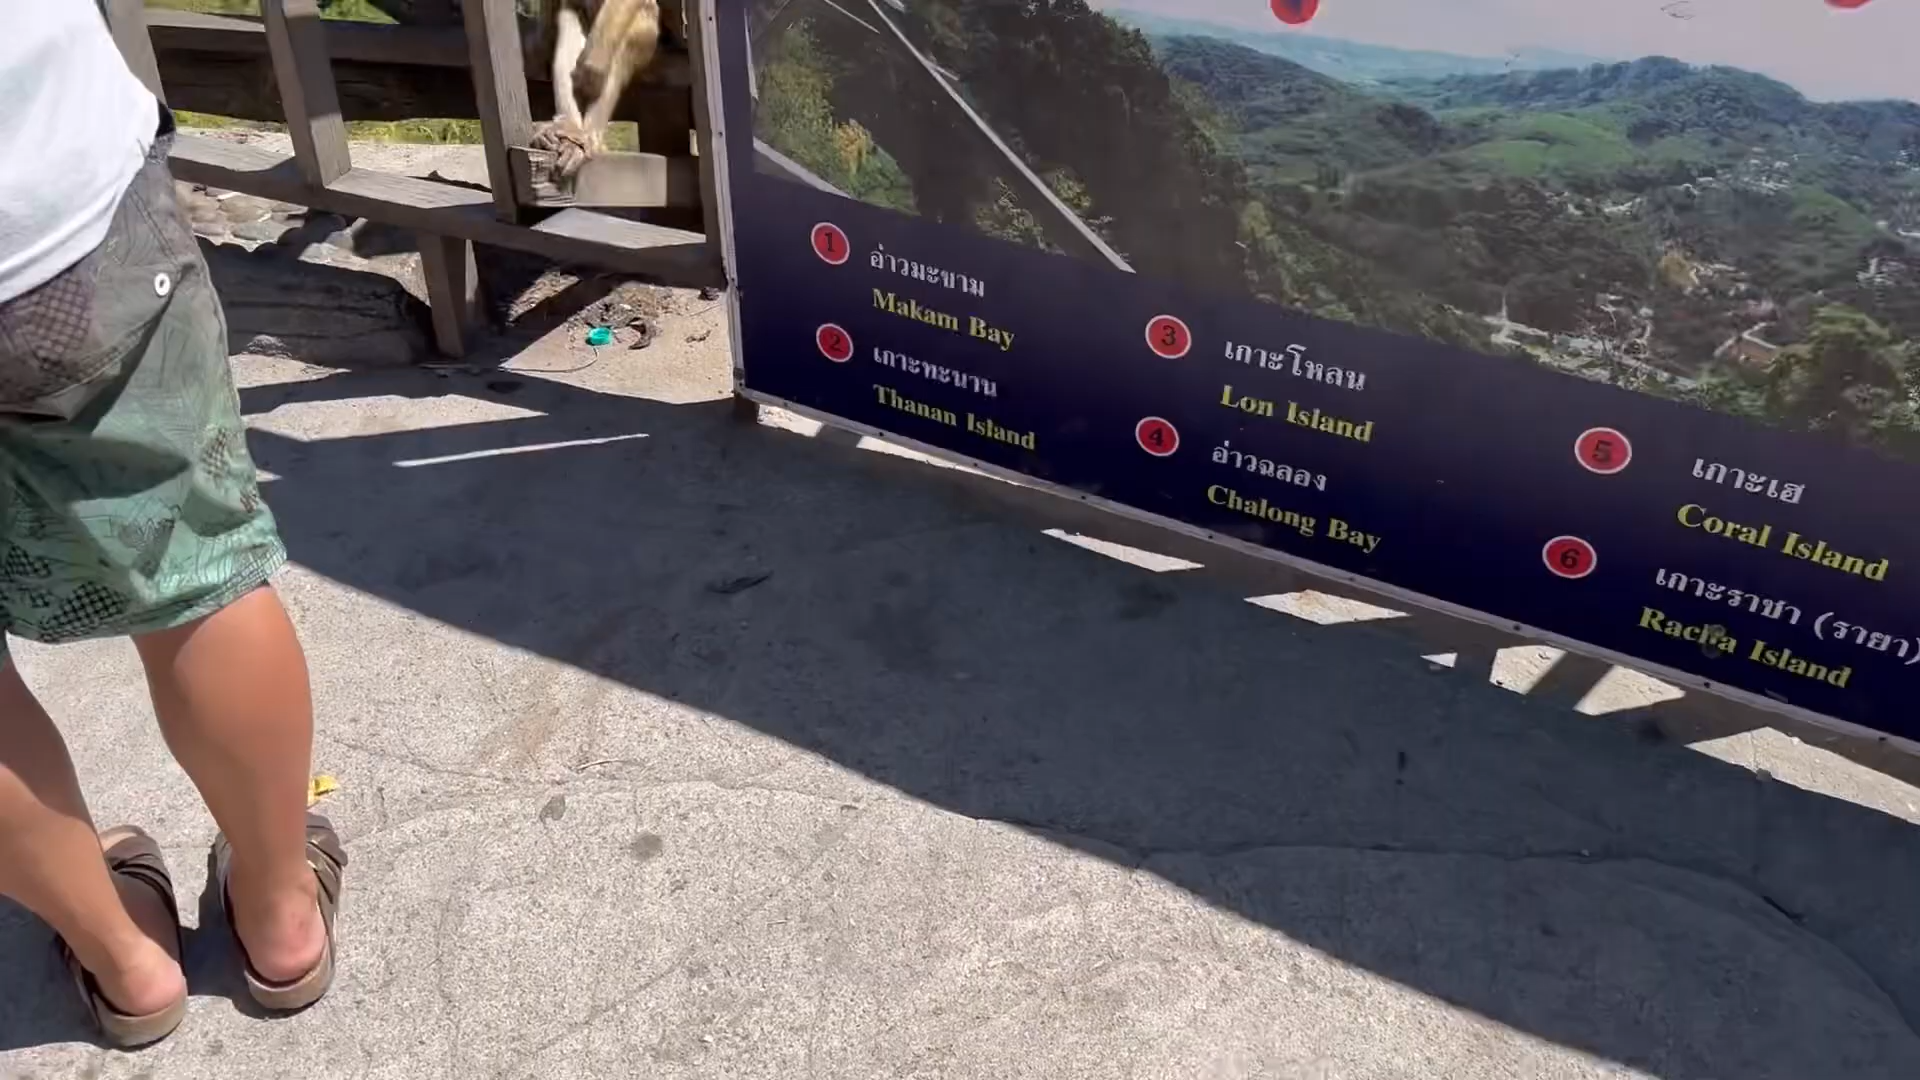 1
อ่าวมะขาม
Makam Bay
2
เกาะทะนาน
Thanan Island
3
เกาะโหลน
Lon Island
4
อ่าวฉลอง
Chalong Bay
5
เกาะเฮ
Coral Island
6
เกาะราชา (รายา)
Racha Island